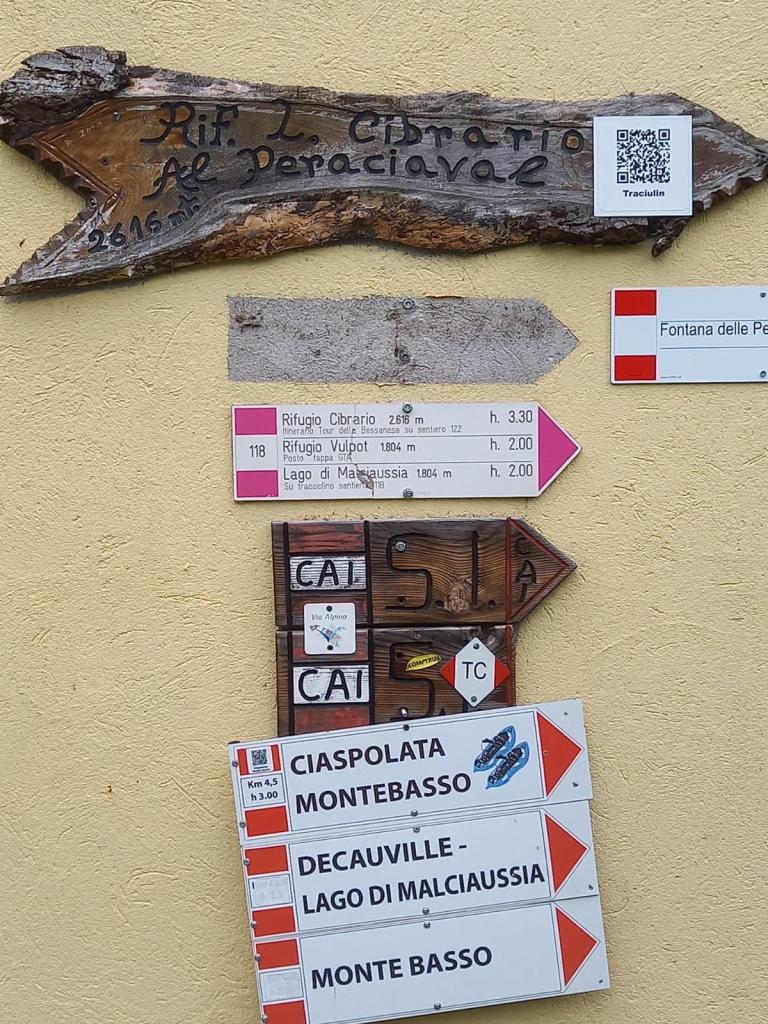 Rif. L. Cibrario
Al Peraciaval
2616 mt
Traciulin
Fontana delle Pe
Rifugio Cibrario 2.616 m h. 3.30
Itinerario Tour della Bessanese su sentiero 122
118
Rifugio Vulpot 1.804 m h. 2.00
Posto tappa GTA
Lago di Malciaussia 1.804 m h. 2.00
Su tracciolino sentiero 118
CAI S.I. CAI
Via Alpina
TC
CAI S.
CIASPOLATA
MONTEBASSO
Km 4,5
h 3.00
DECAUVILLE -
LAGO DI MALCIAUSSIA
MONTE BASSO